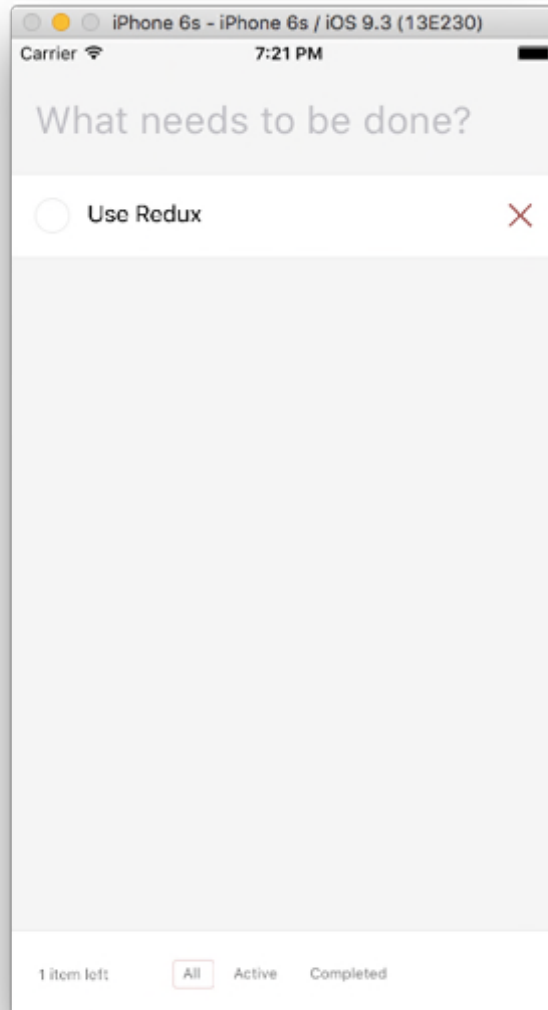 iPhone 6s - iPhone 6s / iOS 9.3 (13E230)
Carrier 7:21 PM
What needs to be done?
Use Redux
1 item left All Active Completed